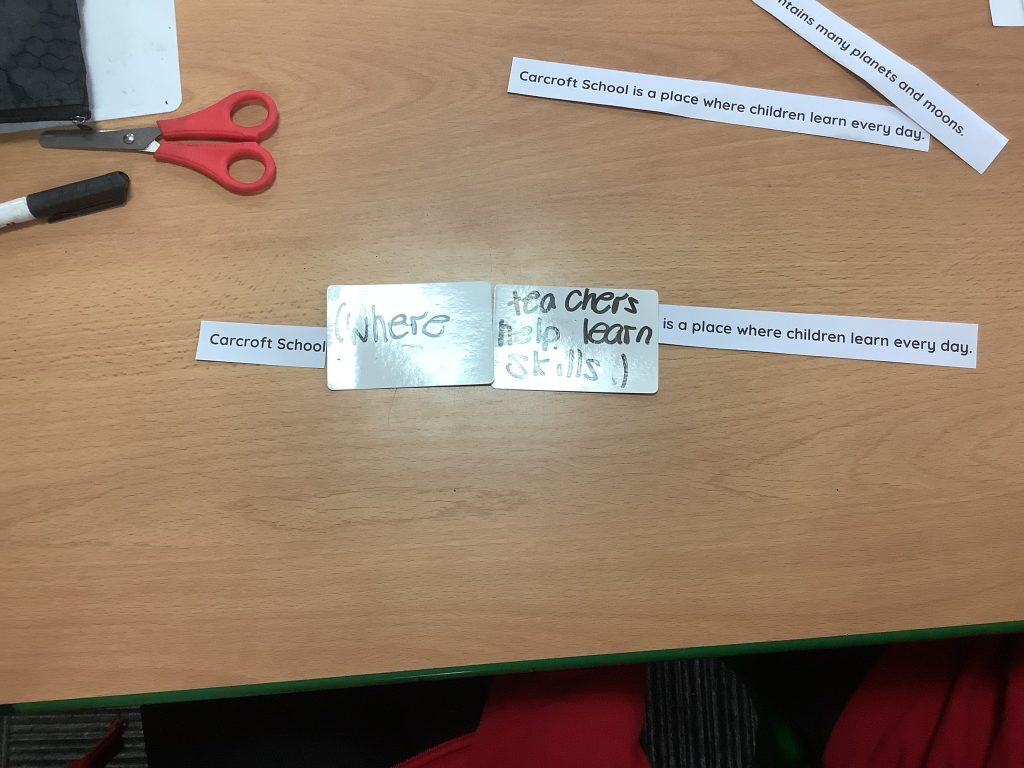 ntains many planets and moons.
Carcroft School is a place where children learn every day.
Carcroft School
(where
teachers
help learn
skills.)
is a place where children learn every day.